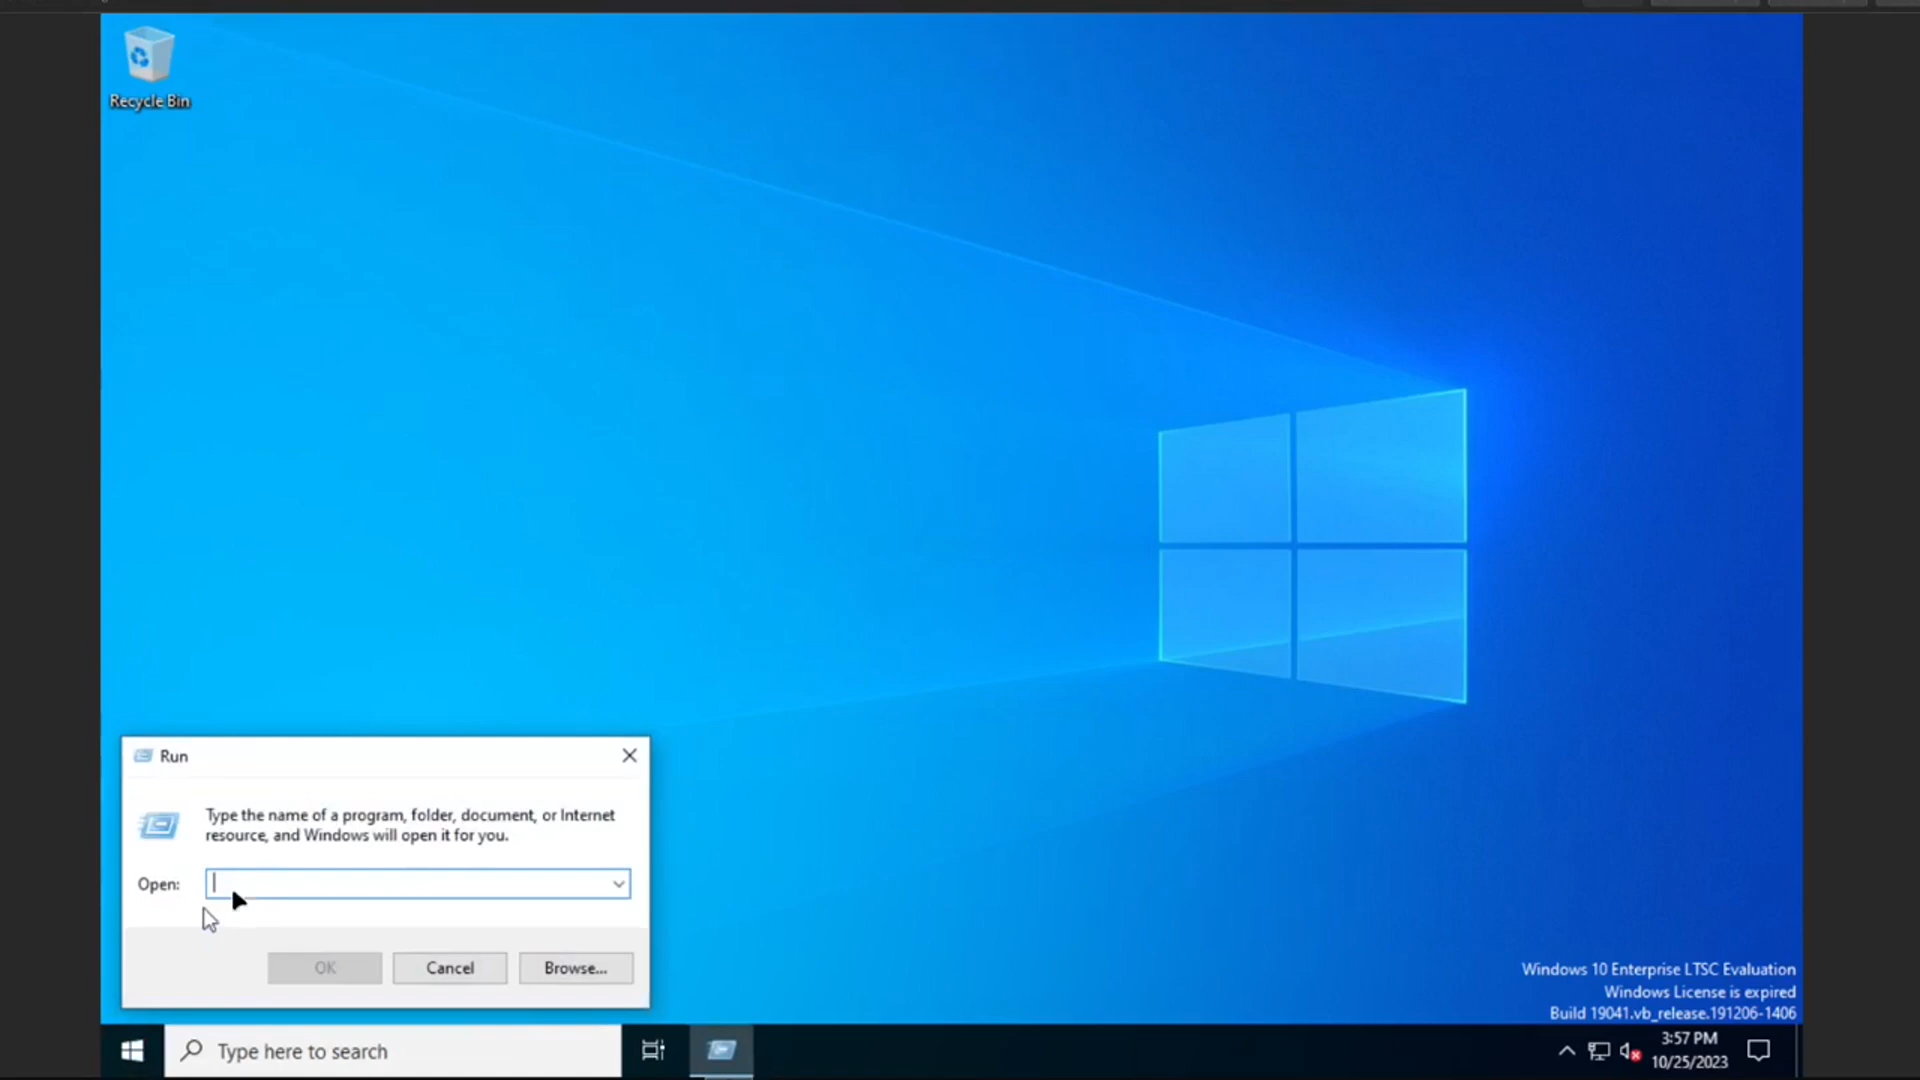 Recycle Bin
Run
Type the name of a program, folder, document, or Internet
resource, and Windows will open it for you.
Open:
OK
Cancel
Browse...
Windows 10 Enterprise LTSC Evaluation
Windows License is expired
Build 19041.vb_release.191206-1406
Type here to search
3:57 PM
10/25/2023